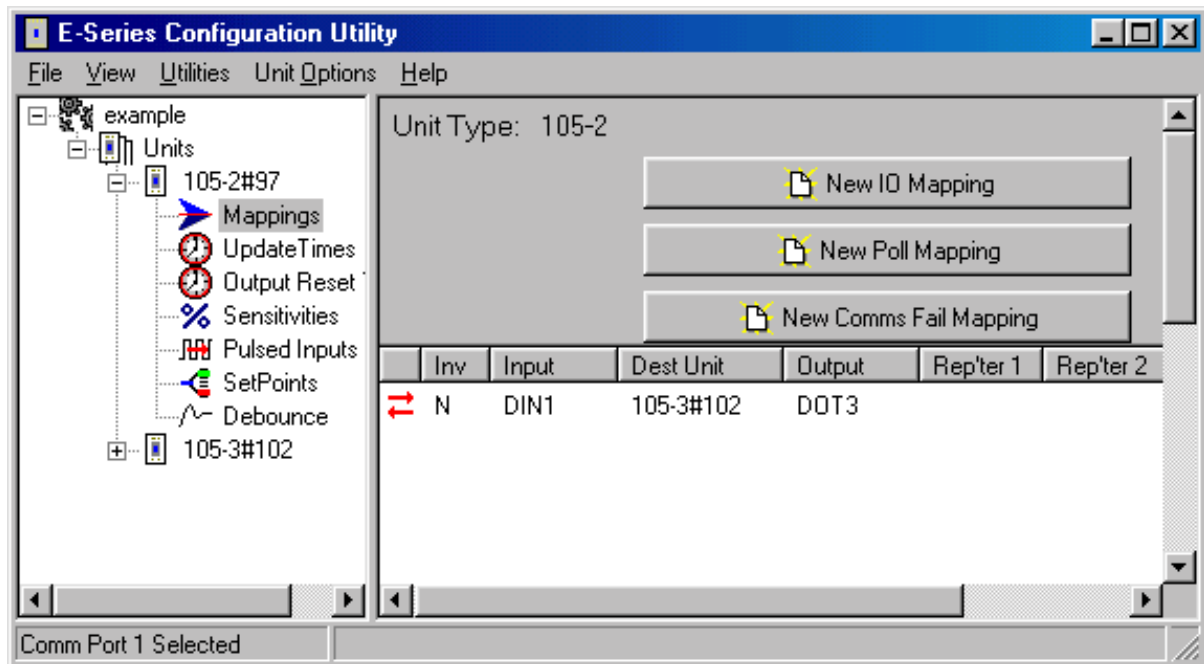 E-Series Configuration Utility
File View Utilities Unit Options Help
example
Units
105-2#97
Mappings
UpdateTimes
Output Reset
Sensitivities
Pulsed Inputs
SetPoints
Debounce
105-3#102
Unit Type: 105-2
New IO Mapping
New Poll Mapping
New Comms Fail Mapping
Inv Input Dest Unit Output Rep'ter 1 Rep'ter 2
N DIN1 105-3#102 DOT3
Comm Port 1 Selected